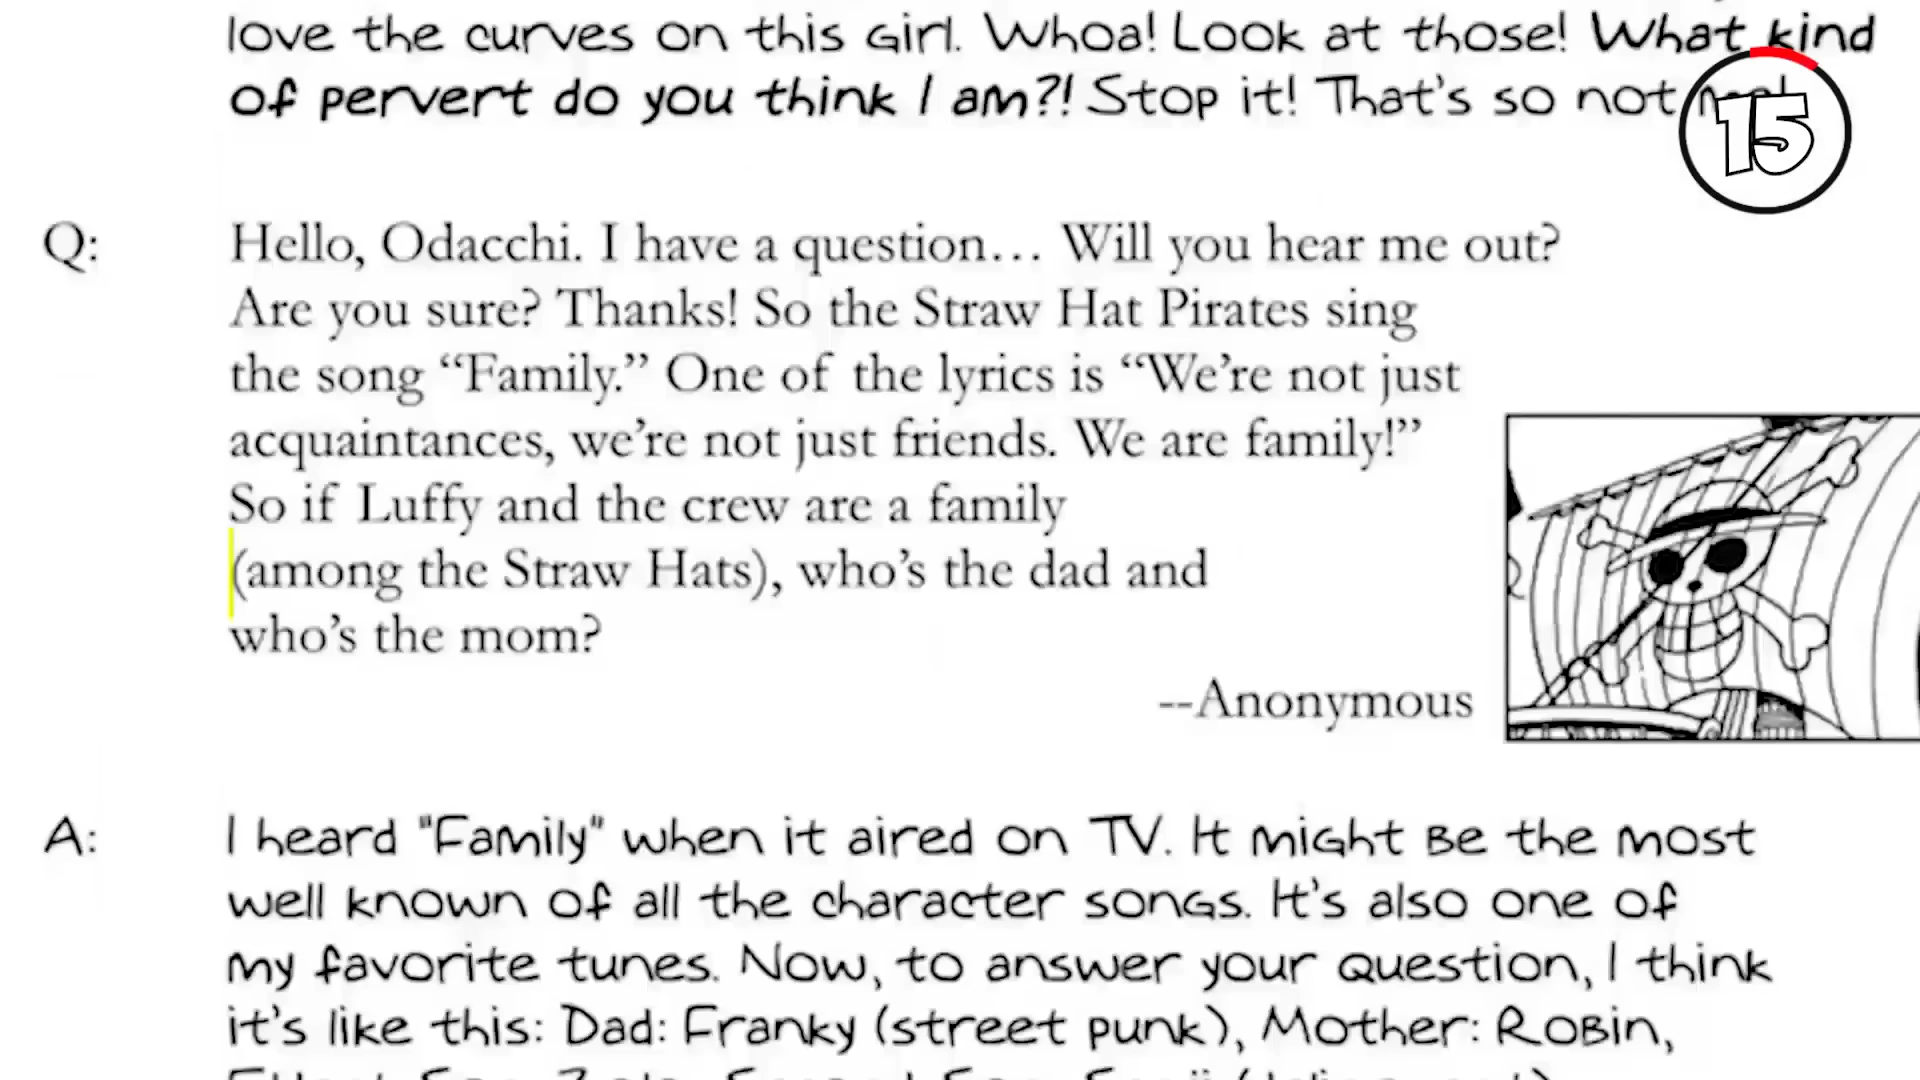 love the curves on this girl. Whoa! Look at those! What kind
of pervert do you think I am?! Stop it! That's so not
15
Q: Hello, Odacchi. I have a question... Will you hear me out?
Are you sure? Thanks! So the Straw Hat Pirates sing
the song “Family.” One of the lyrics is “We’re not just
acquaintances, we’re not just friends. We are family!”
So if Luffy and the crew are a family
(among the Straw Hats), who’s the dad and
who’s the mom?
--Anonymous
A: I heard "Family" when it aired on TV. It might be the most
well known of all the character songs. It's also one of
my favorite tunes. Now, to answer your question, I think
it's like this: Dad: Franky (street punk), Mother: Robin,